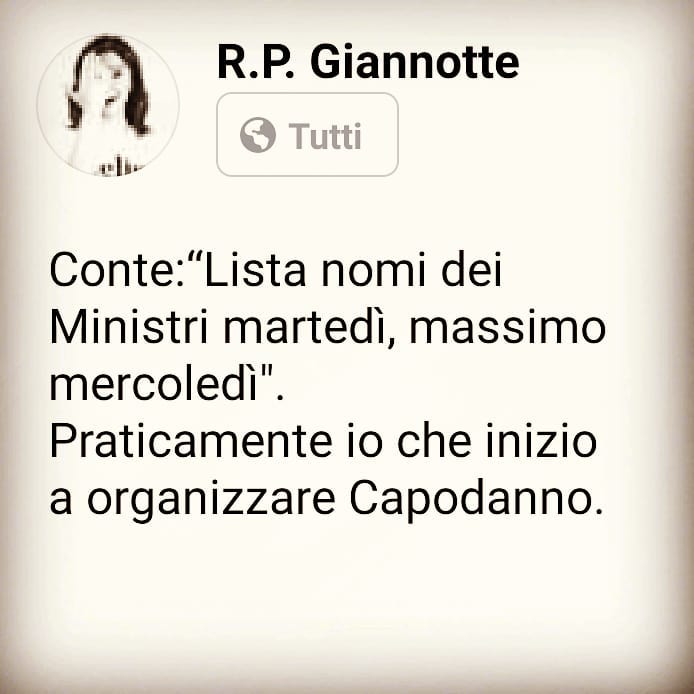 R.P. Giannotte
Tutti
Conte:“Lista nomi dei
Ministri martedì, massimo
mercoledì".
Praticamente io che inizio
a organizzare Capodanno.